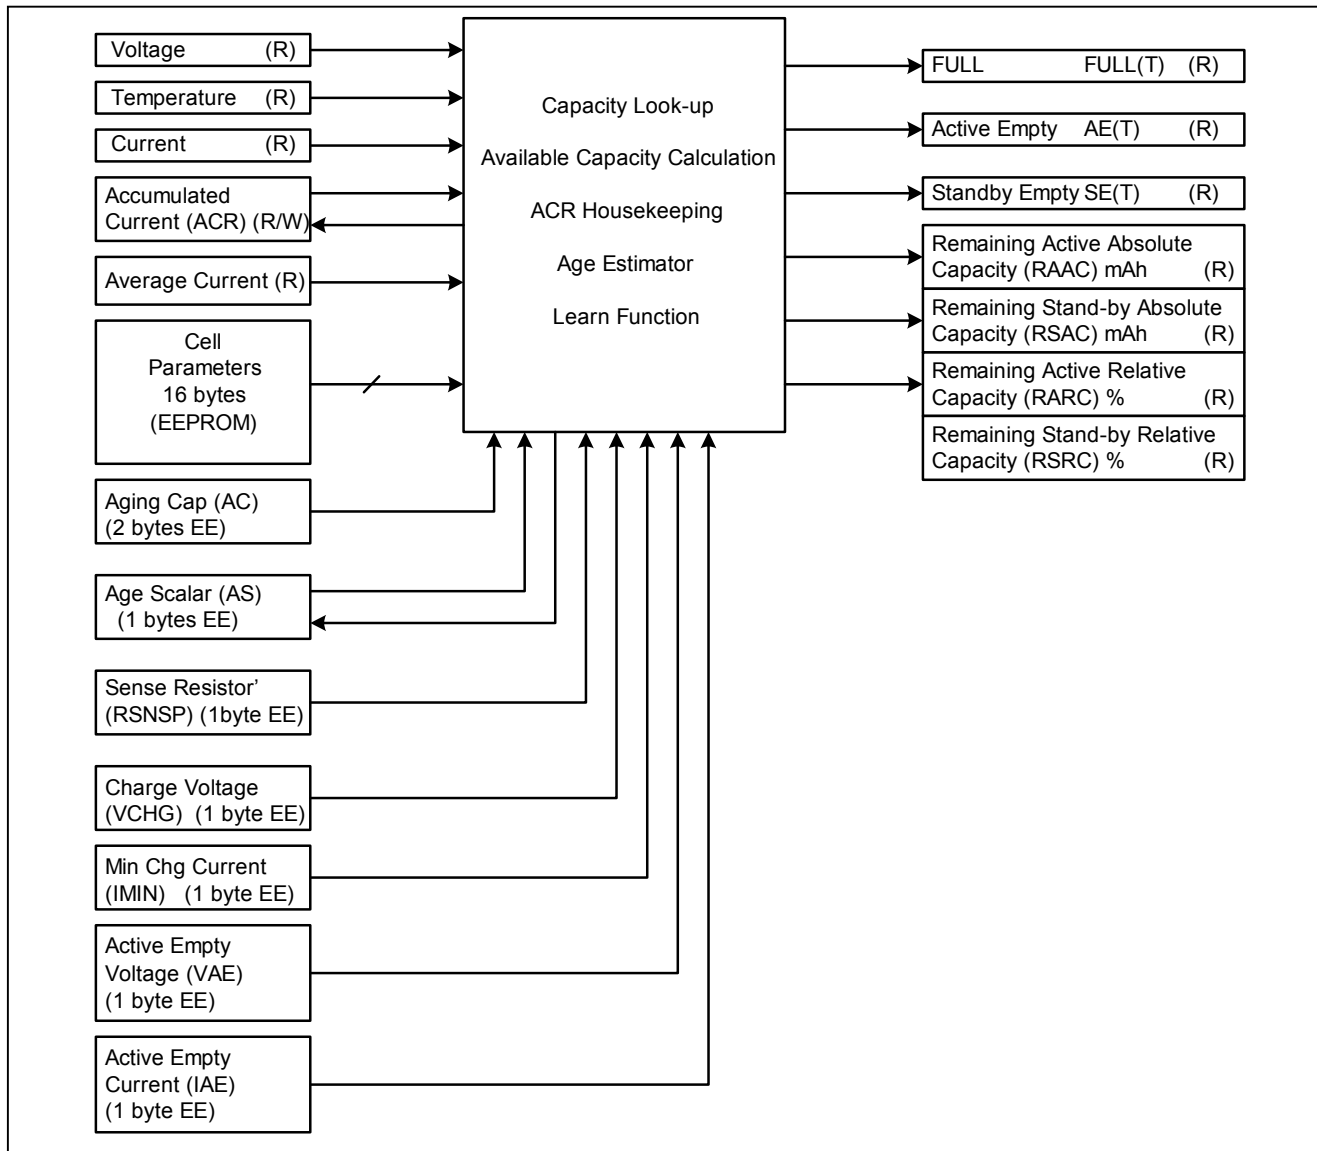 Voltage (R)
Temperature (R)
Current (R)
Accumulated
Current (ACR) (R/W)
Average Current (R)
Cell
Parameters
16 bytes
(EEPROM)
Aging Cap (AC)
(2 bytes EE)
Age Scalar (AS)
(1 bytes EE)
Sense Resistor'
(RSNSP) (1byte EE)
Charge Voltage
(VCHG) (1 byte EE)
Min Chg Current
(IMIN) (1 byte EE)
Active Empty
Voltage (VAE)
(1 byte EE)
Active Empty
Current (IAE)
(1 byte EE)
Capacity Look-up
Available Capacity Calculation
ACR Housekeeping
Age Estimator
Learn Function
FULL FULL(T) (R)
Active Empty AE(T) (R)
Standby Empty SE(T) (R)
Remaining Active Absolute
Capacity (RAAC) mAh (R)
Remaining Stand-by Absolute
Capacity (RSAC) mAh (R)
Remaining Active Relative
Capacity (RARC) % (R)
Remaining Stand-by Relative
Capacity (RSRC) % (R)